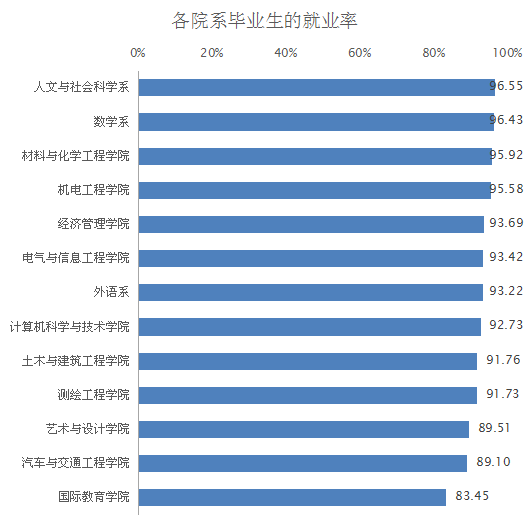 各院系毕业生的就业率
0% 20% 40% 60% 80% 100%
人文与社会科学系 96.55
数学系 96.43
材料与化学工程学院 95.92
机电工程学院 95.58
经济管理学院 93.69
电气与信息工程学院 93.42
外语系 93.22
计算机科学与技术学院 92.73
土木与建筑工程学院 91.76
测绘工程学院 91.73
艺术与设计学院 89.51
汽车与交通工程学院 89.10
国际教育学院 83.45